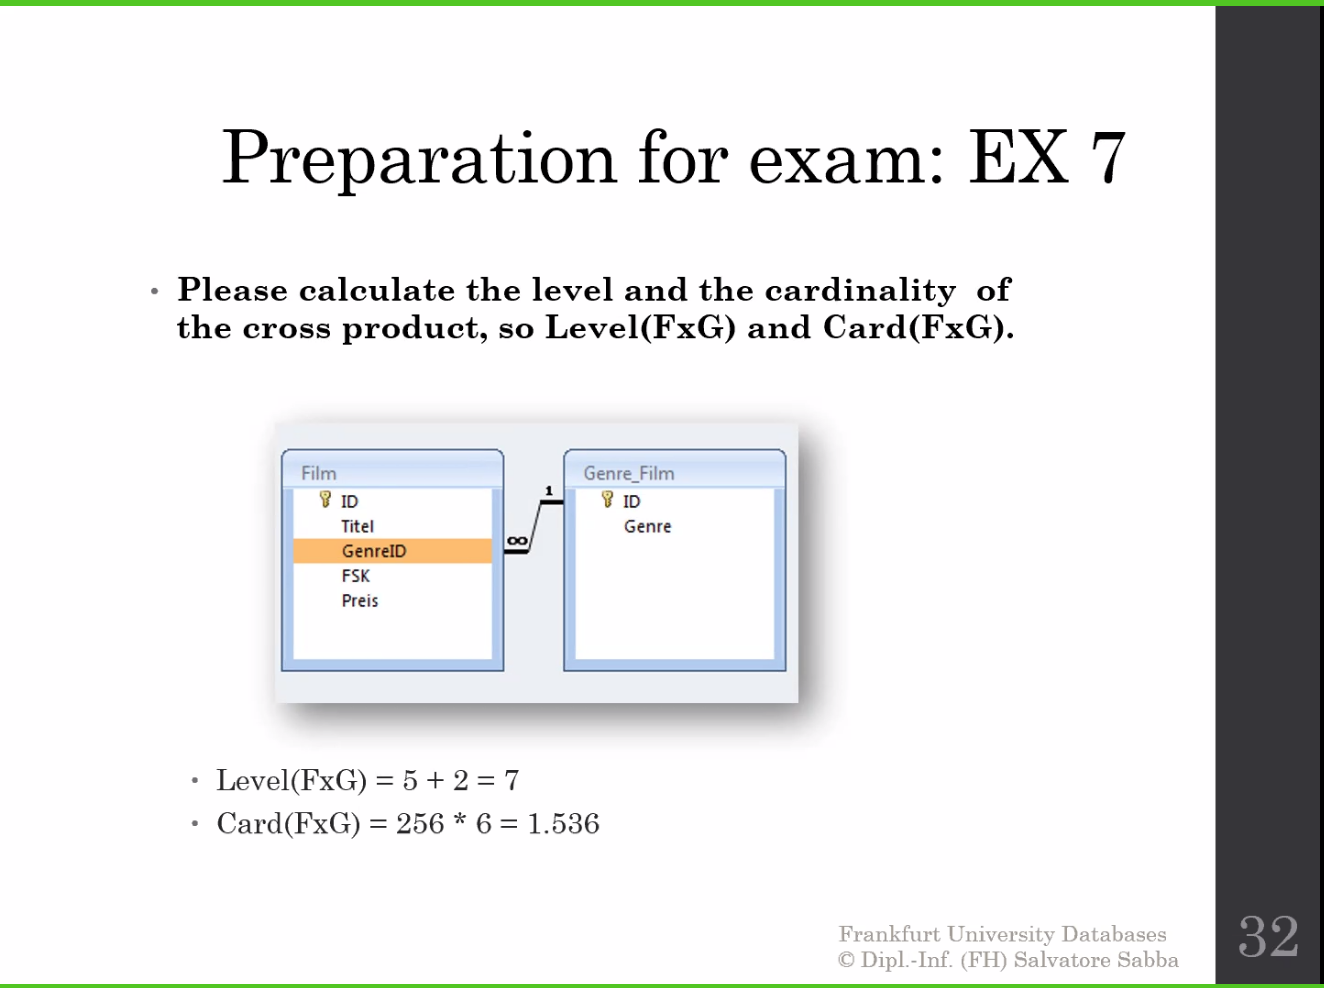 Preparation for exam: EX 7
• Please calculate the level and the cardinality of
the cross product, so Level(FxG) and Card(FxG).
Film
ID
Titel
GenreID
FSK
Preis
∞
1
Genre_Film
ID
Genre
• Level(FxG) = 5 + 2 = 7
• Card(FxG) = 256 * 6 = 1.536
Frankfurt University Databases
© Dipl.-Inf. (FH) Salvatore Sabba
32